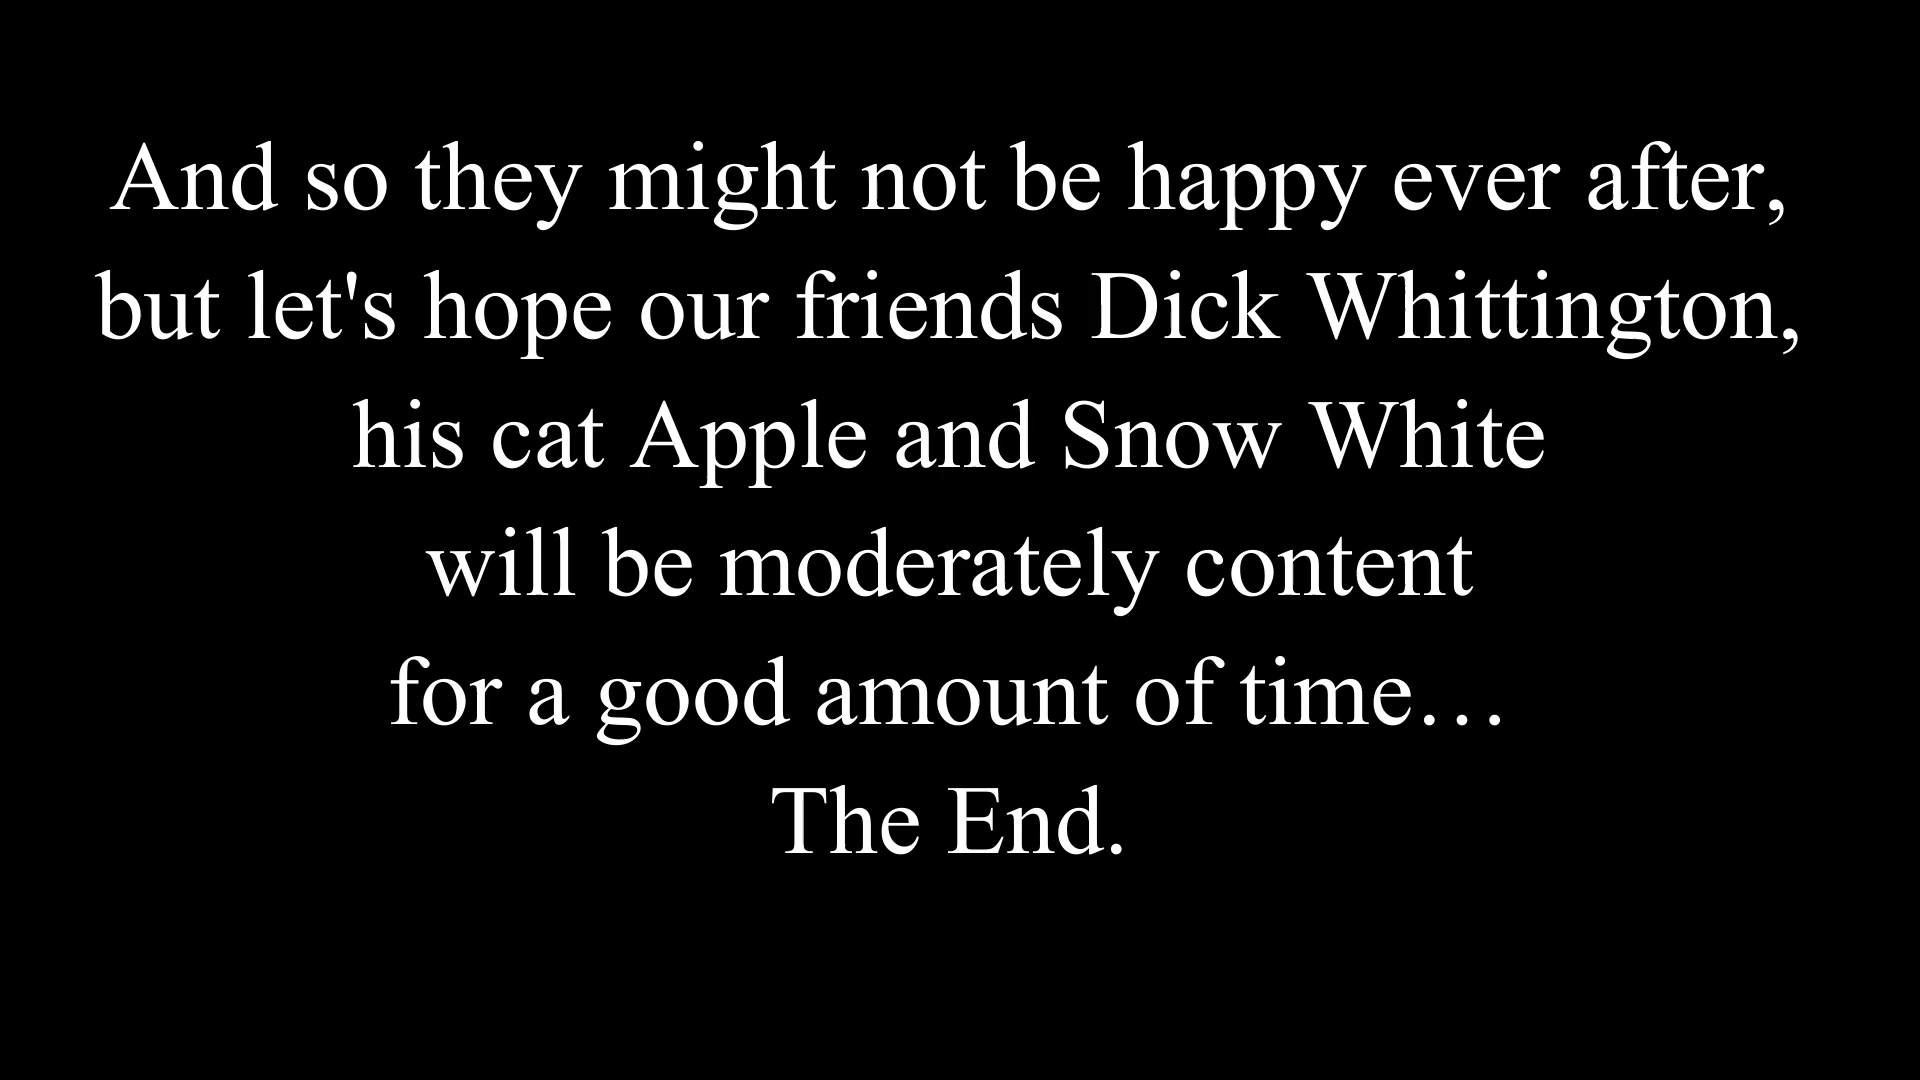 And so they might not be happy ever after,
but let's hope our friends Dick Whittington,
his cat Apple and Snow White
will be moderately content
for a good amount of time…
The End.